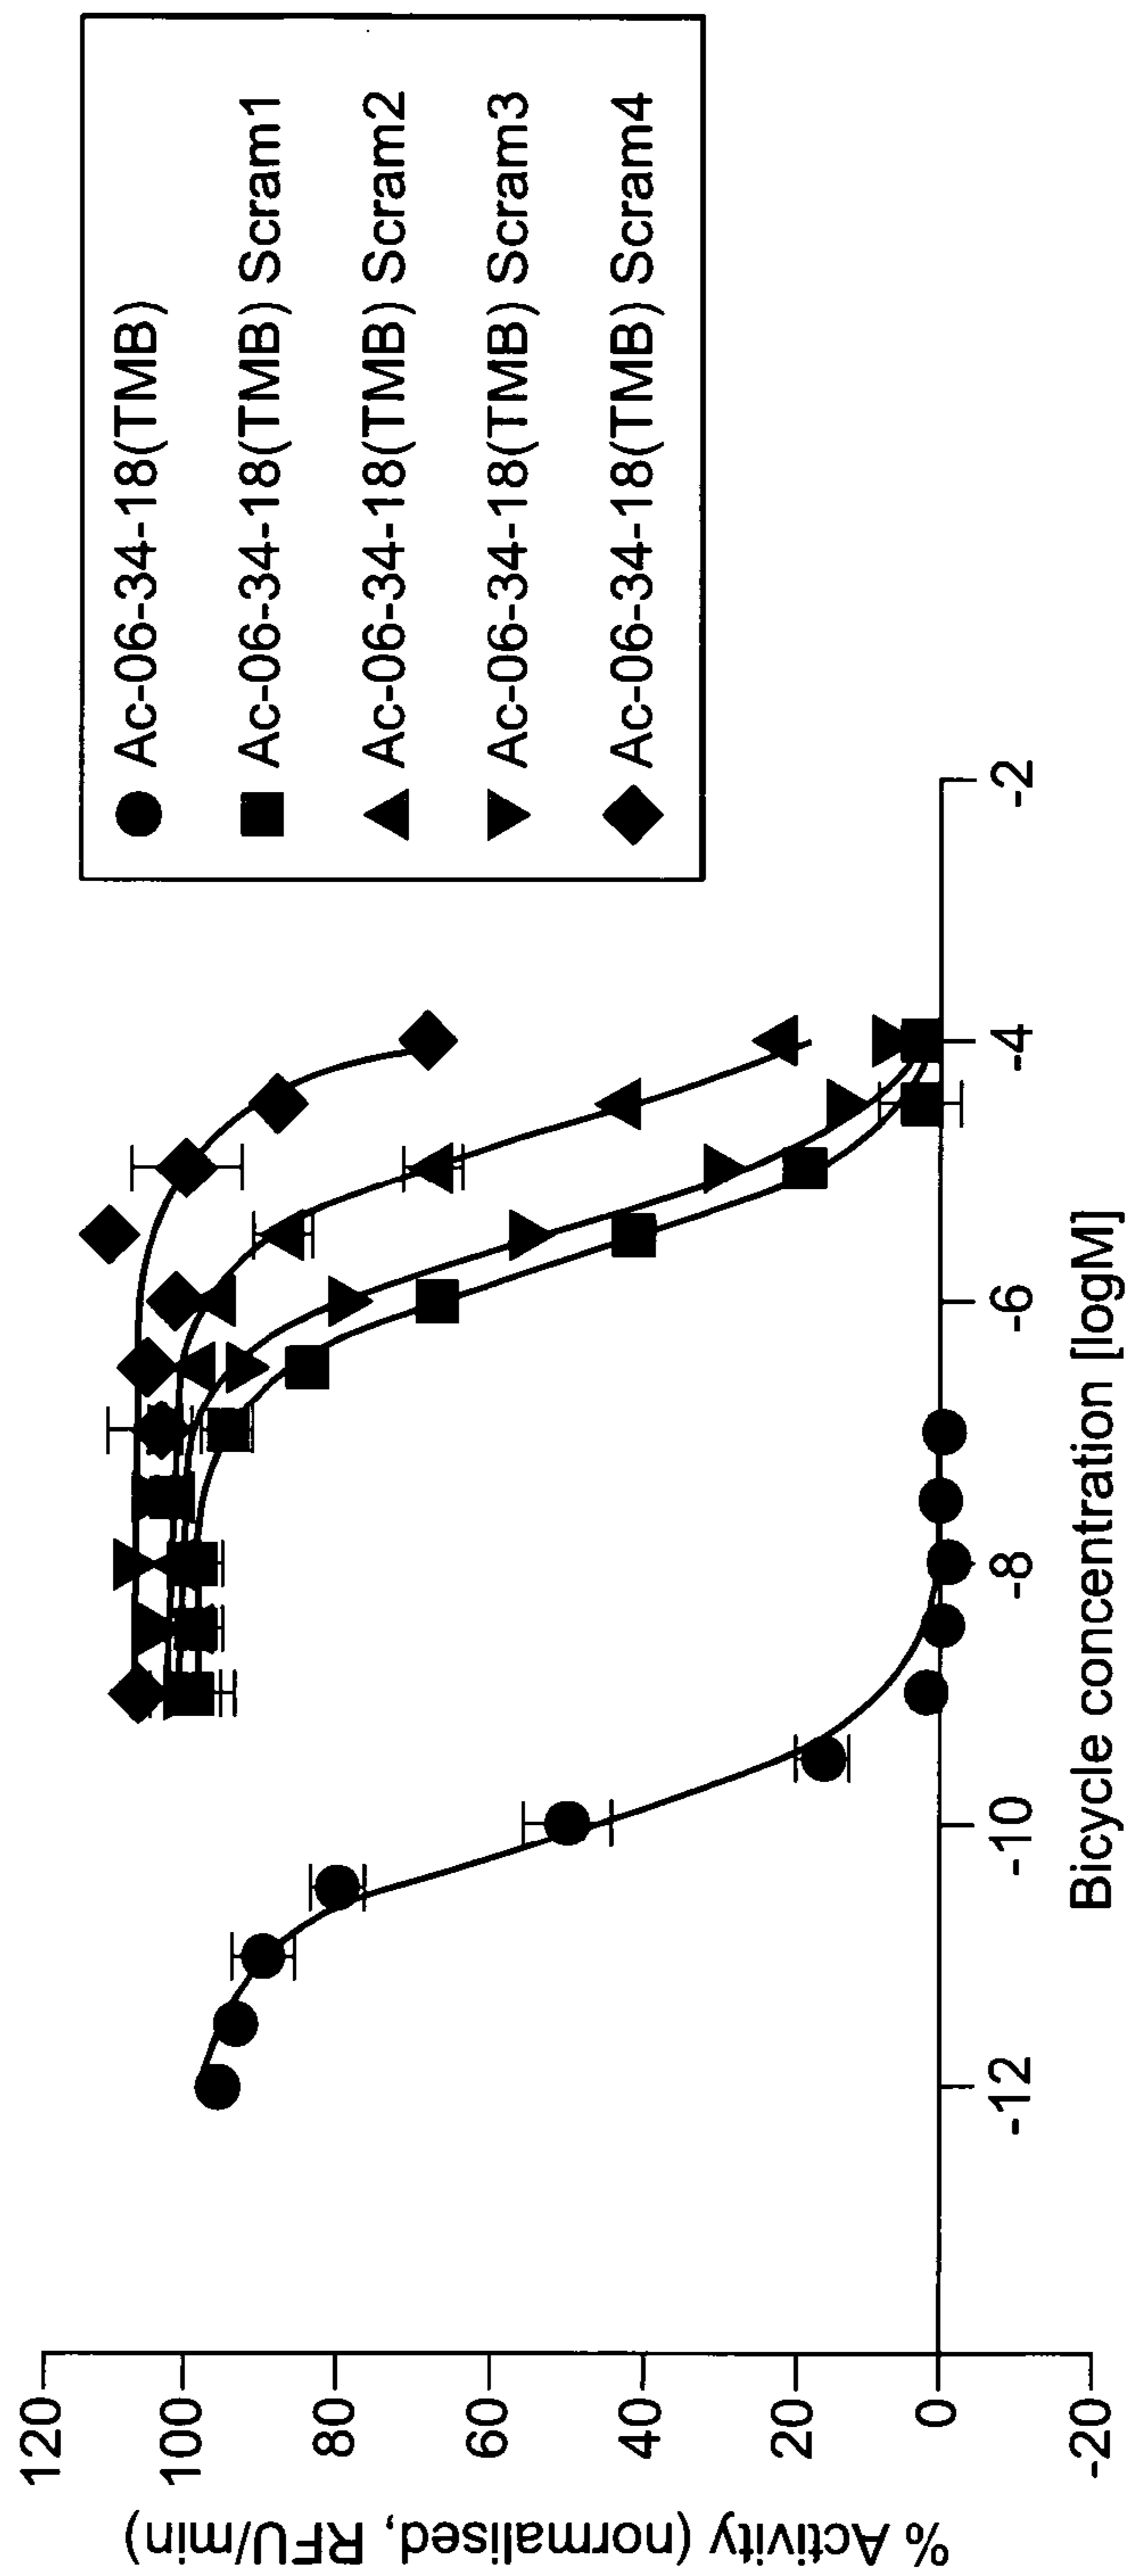 % Activity (normalised, RFU/min)
120
100
80
60
40
20
0
-20
-12
-10
-8
-6
-4
-2
Bicycle concentration [logM]
Ac-06-34-18(TMB)
Ac-06-34-18(TMB) Scram1
Ac-06-34-18(TMB) Scram2
Ac-06-34-18(TMB) Scram3
Ac-06-34-18(TMB) Scram4